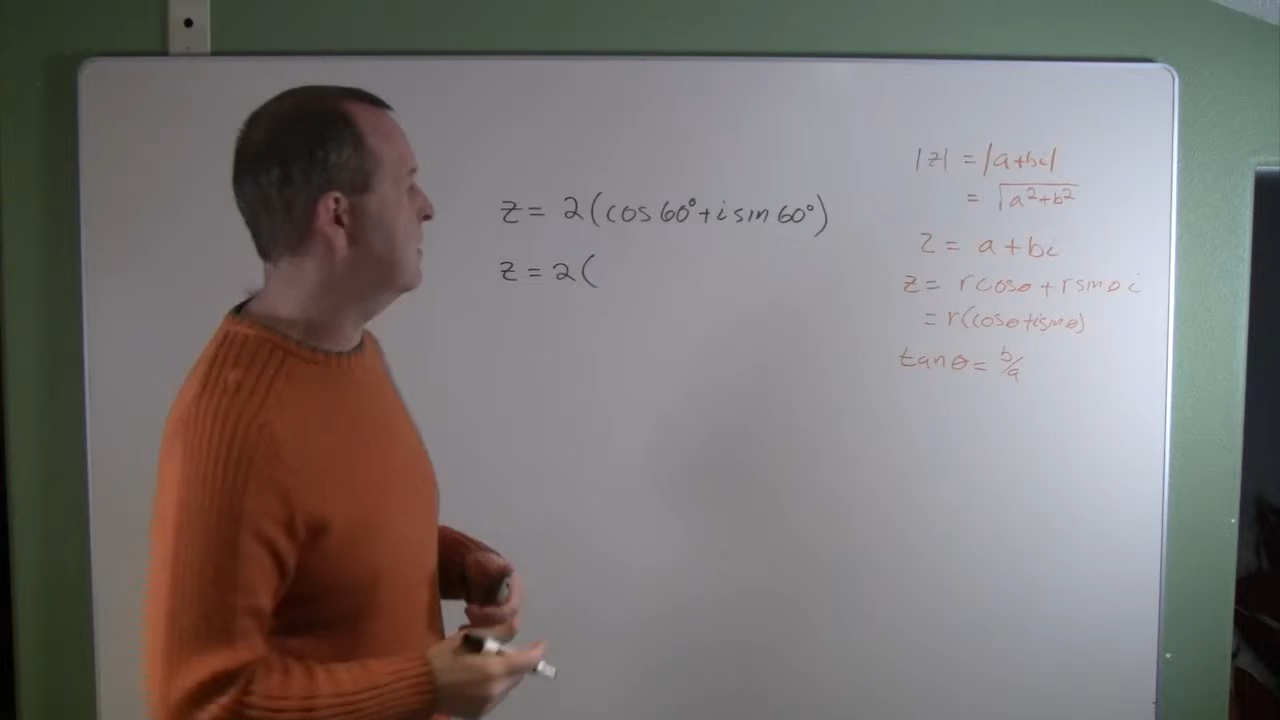 z = 2(cos 60° + i sin 60°)
z = 2(
|z| = |a+bi|
= √a²+b²
z = a + bi
z = r cosθ + r sinθ i
= r(cosθ + i sinθ)
tanθ = b/a